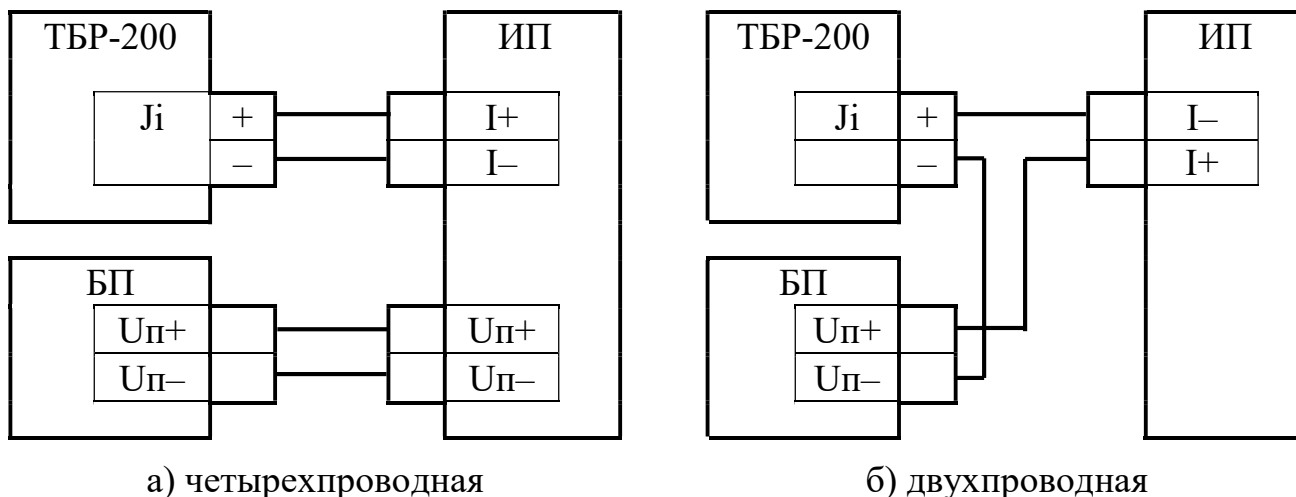 ТБР-200 ИП
Ji + I+
– I–
БП
Uп+ Uп+
Uп– Uп–
а) четырехпроводная
ТБР-200 ИП
Ji + I–
– I+
БП
Uп+
Uп–
б) двухпроводная